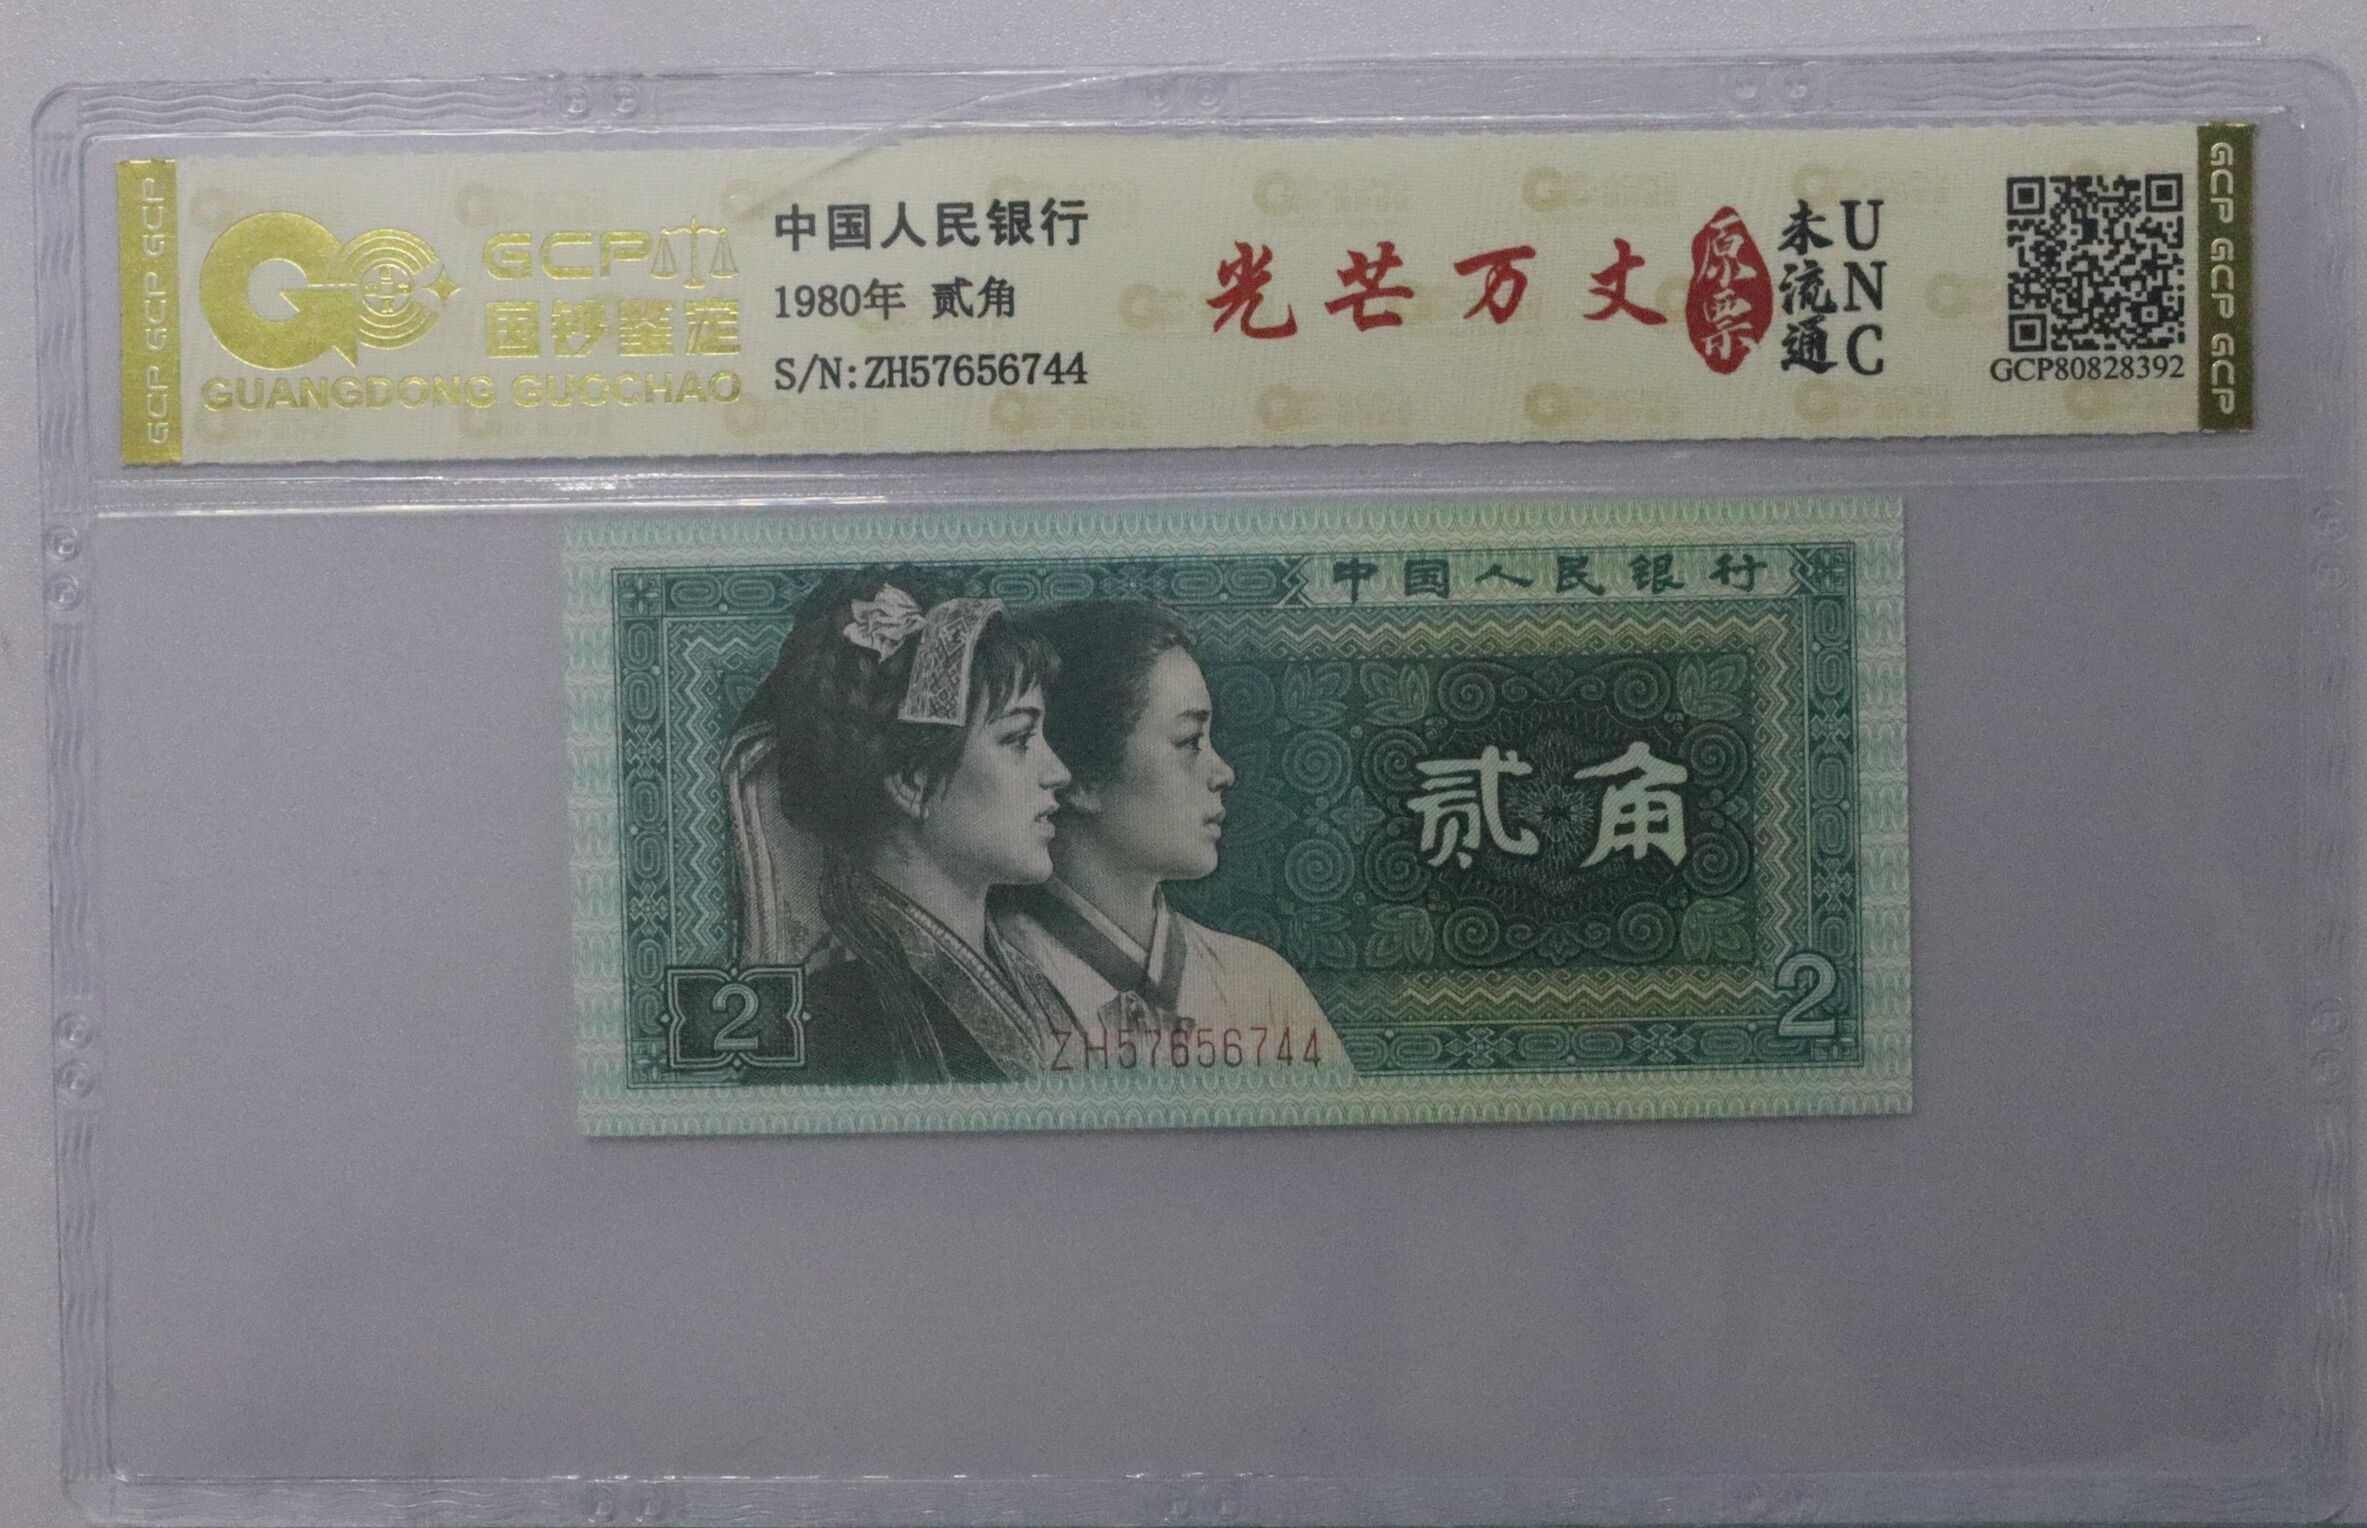 GCP GCP GCP
GCP
国钞鉴定
GUANGDONG GUOCHAO
中国人民银行
1980年 贰角
S/N:ZH57656744
光芒万丈
原票
未流通
UNC
GCP80828392
GCP GCP GCP
中国人民银行
贰角
2
2
ZH57656744